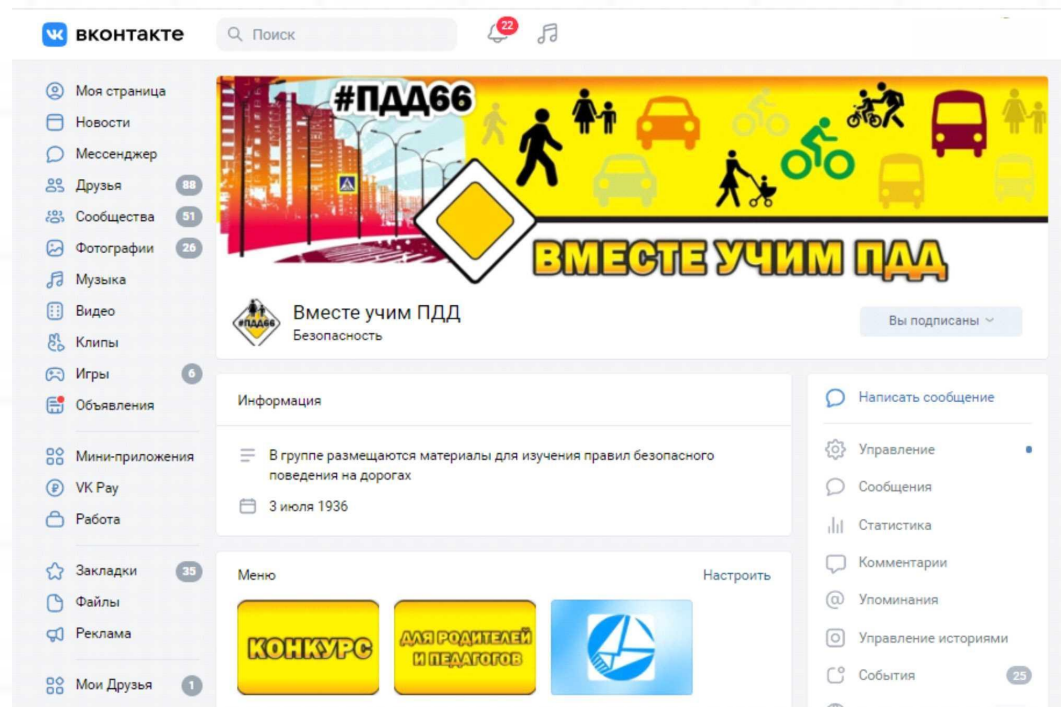 вконтакте
Поиск
22
Моя страница
Новости
Мессенджер
Друзья 88
Сообщества 51
Фотографии 26
Музыка
Видео
Клипы
Игры 6
Объявления
Мини-приложения
VK Pay
Работа
Закладки 35
Файлы
Реклама
Мои Друзья 1
#ПДД66
ВМЕСТЕ УЧИМ ПДД
#ПДД66
Вместе учим ПДД
Безопасность
Вы подписаны
Информация
В группе размещаются материалы для изучения правил безопасного
поведения на дорогах
3 июля 1936
Меню
Настроить
КОНКУРС
ДЛЯ РОДИТЕЛЕЙ
И ПЕДАГОГОВ
Написать сообщение
Управление
Сообщения
Статистика
Комментарии
Упоминания
Управление историями
События 25